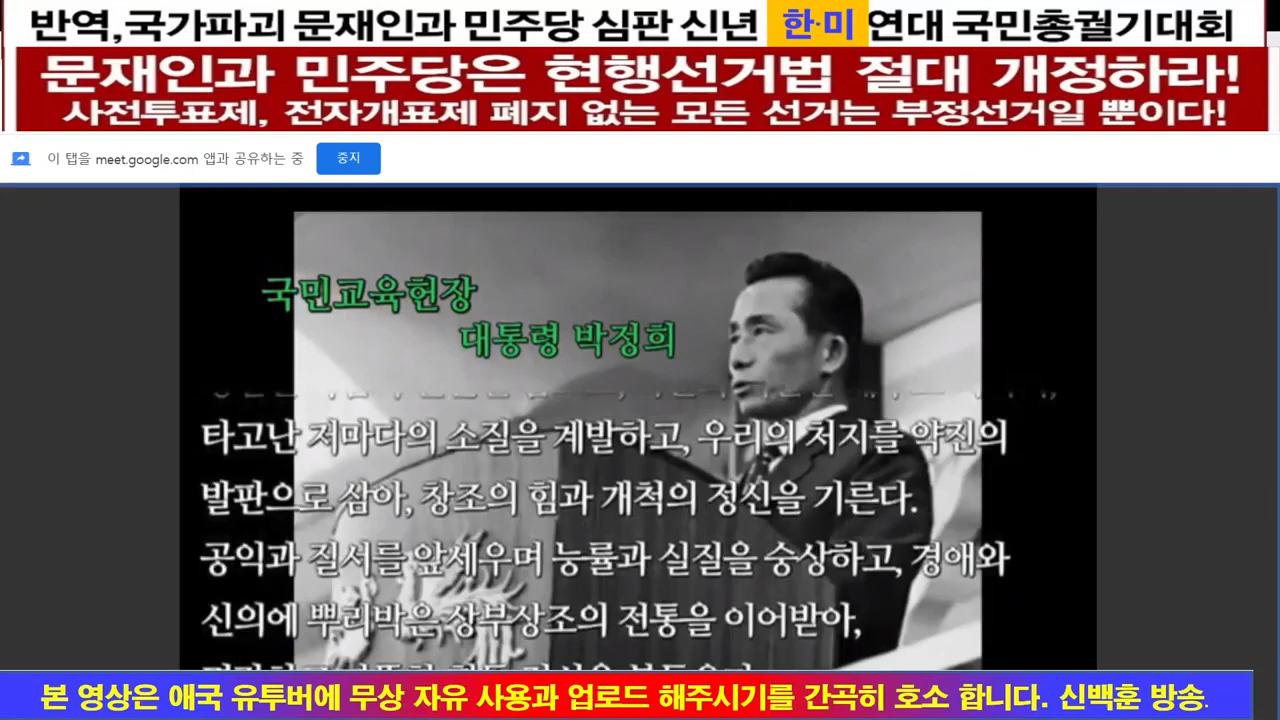 반역,국가파괴 문재인과 민주당 심판 신년 한·미 연대 국민총궐기대회
문재인과 민주당은 현행선거법 절대 개정하라!
사전투표제, 전자개표제 폐지 없는 모든 선거는 부정선거일 뿐이다!
이 탭을 meet.google.com 앱과 공유하는 중 중지
국민교육헌장
대통령 박정희
타고난 저마다의 소질을 계발하고, 우리의 처지를 약진의
발판으로 삼아, 창조의 힘과 개척의 정신을 기른다.
공익과 질서를 앞세우며 능률과 실질을 숭상하고, 경애와
신의에 뿌리박은 상부상조의 전통을 이어받아,
본 영상은 애국 유투버에 무상 자유 사용과 업로드 해주시기를 간곡히 호소 합니다. 신백훈 방송.